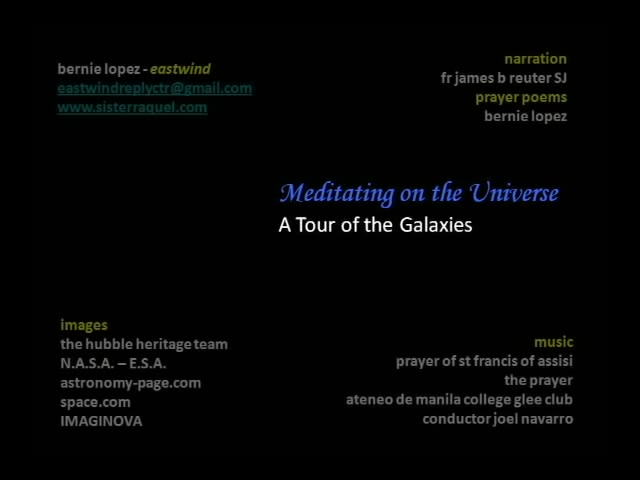 bernie lopez - eastwind
eastwindreplyctr@gmail.com
www.sisterraquel.com
narration
fr james b reuter SJ
prayer poems
bernie lopez
Meditating on the Universe
A Tour of the Galaxies
images
the hubble heritage team
N.A.S.A. – E.S.A.
astronomy-page.com
space.com
IMAGINOVA
music
prayer of st francis of assisi
the prayer
ateneo de manila college glee club
conductor joel navarro